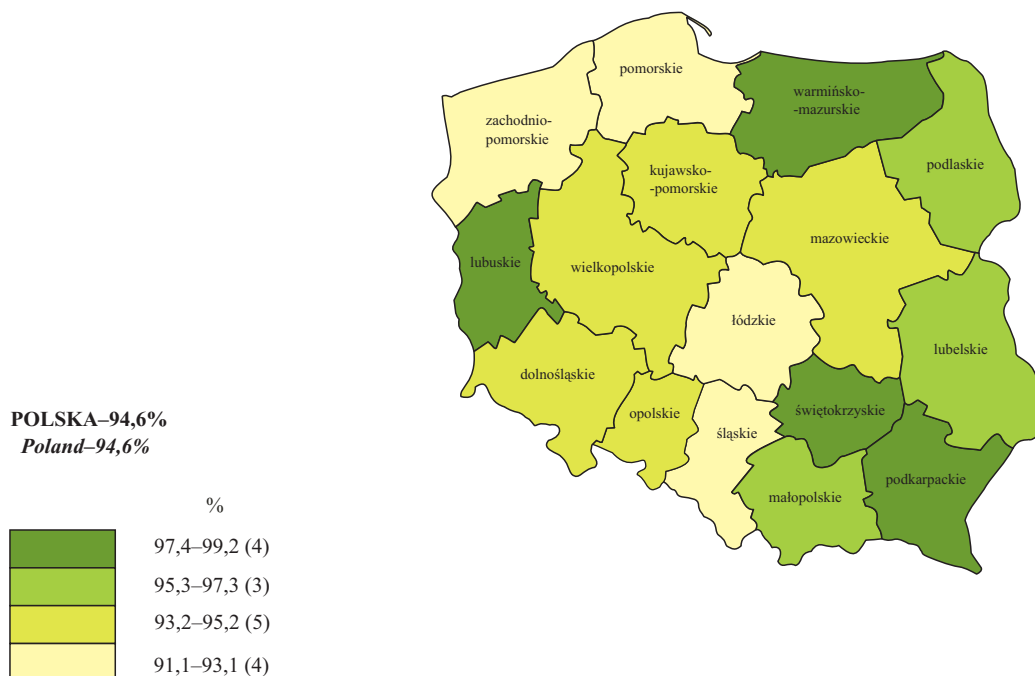 pomorskie
warmińsko-
-mazurskie
zachodnio-
pomorskie
podlaskie
kujawsko-
-pomorskie
mazowieckie
lubuskie
wielkopolskie
łódzkie
lubelskie
dolnośląskie
opolskie
świętokrzyskie
śląskie
podkarpackie
małopolskie
POLSKA–94,6%
Poland–94,6%
%
97,4–99,2 (4)
95,3–97,3 (3)
93,2–95,2 (5)
91,1–93,1 (4)